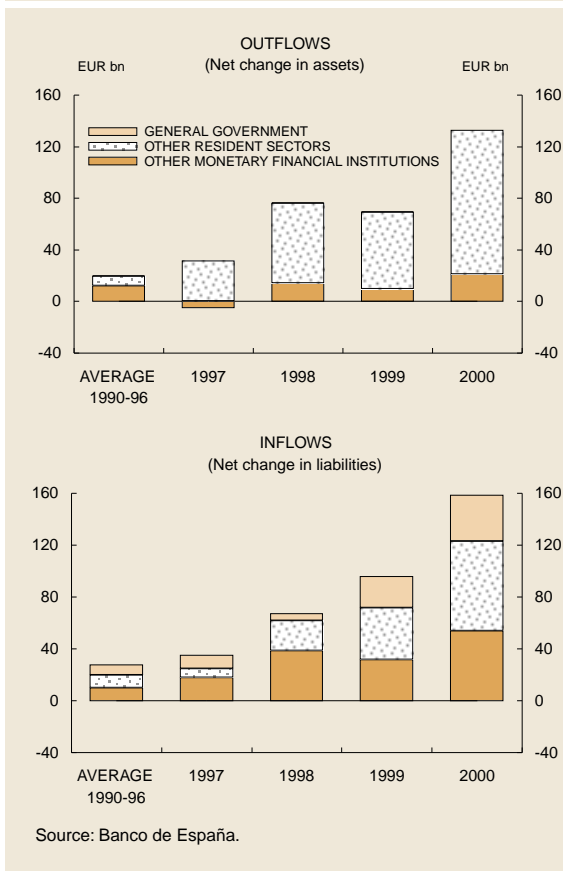 OUTFLOWS
(Net change in assets)
EUR bn EUR bn
GENERAL GOVERNMENT
OTHER RESIDENT SECTORS
OTHER MONETARY FINANCIAL INSTITUTIONS
160 160
120 120
80 80
40 40
0 0
-40 -40
AVERAGE 1997 1998 1999 2000
1990-96
INFLOWS
(Net change in liabilities)
160 160
120 120
80 80
40 40
0 0
-40 -40
AVERAGE 1997 1998 1999 2000
1990-96
Source: Banco de España.